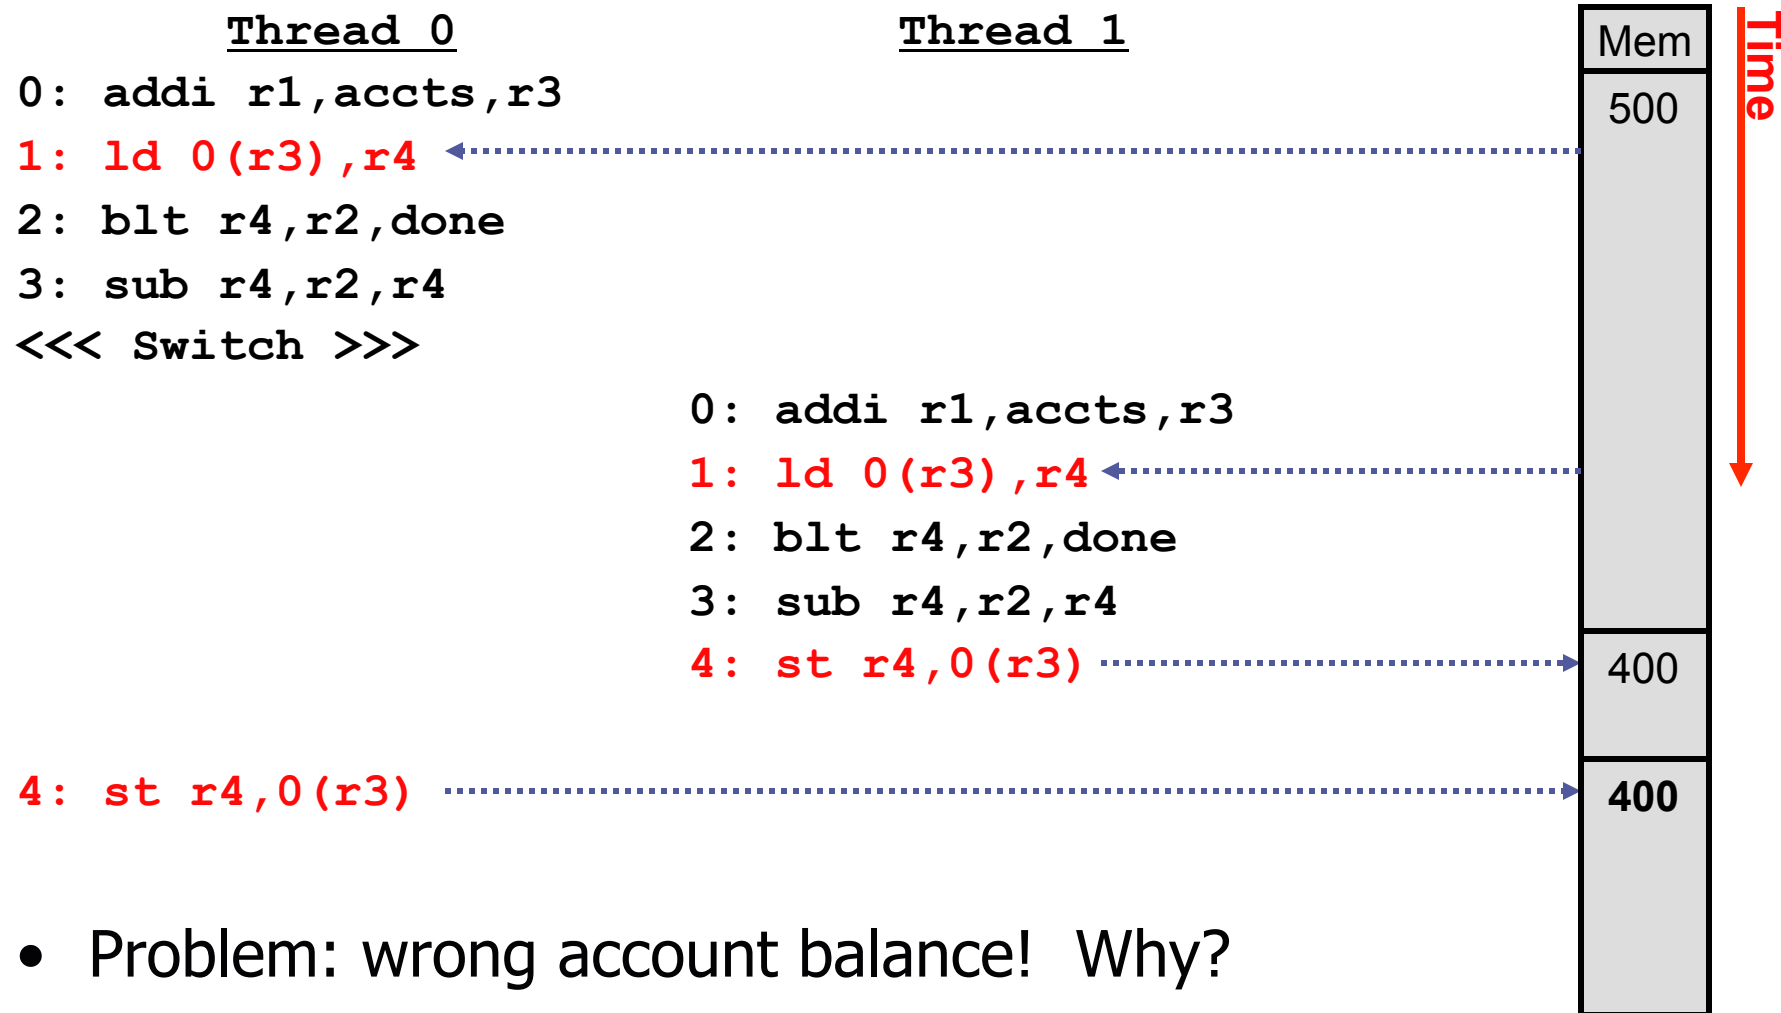 Thread 0
Thread 1
Mem
Time
0: addi r1,accts,r3
500
1: ld 0(r3),r4
2: blt r4,r2,done
3: sub r4,r2,r4
<<< Switch >>>
0: addi r1,accts,r3
1: ld 0(r3),r4
2: blt r4,r2,done
3: sub r4,r2,r4
4: st r4,0(r3)
400
4: st r4,0(r3)
400
• Problem: wrong account balance! Why?